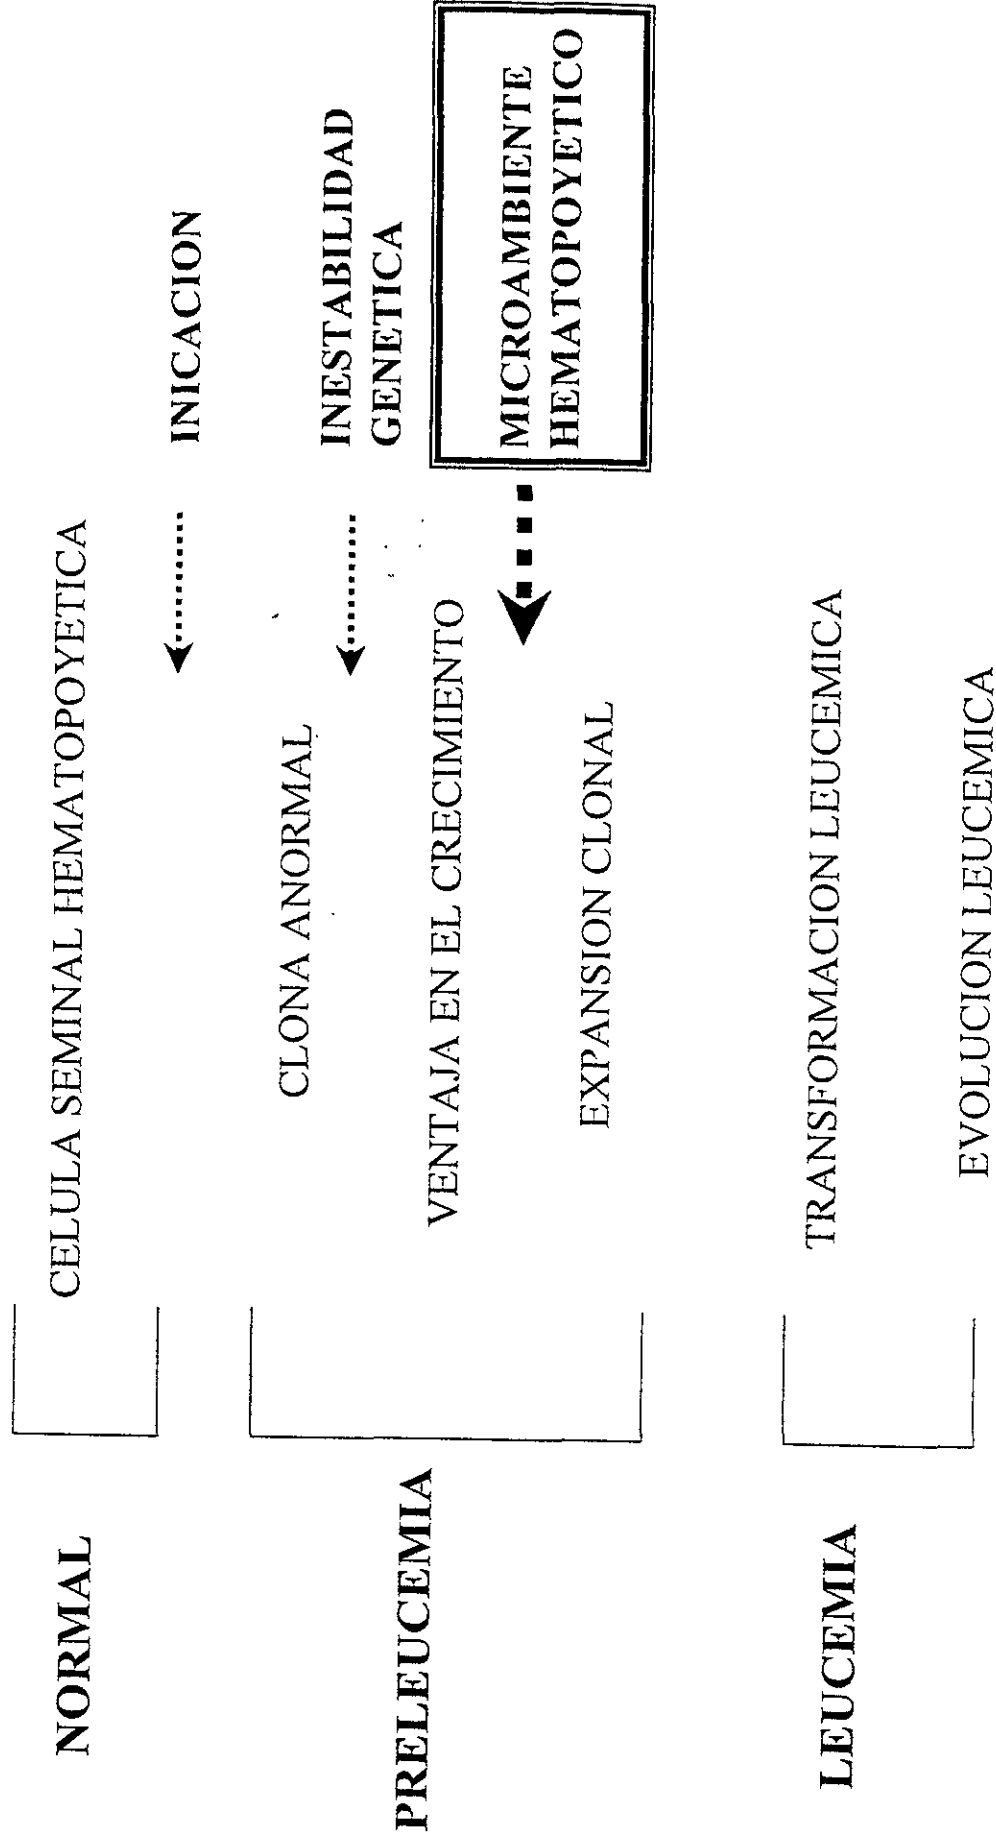 NORMAL
CELULA SEMINAL HEMATOPOYETICA
INICACION
CLONA ANORMAL
INESTABILIDAD
GENETICA
PRELEUCEMIA
VENTAJA EN EL CRECIMIENTO
MICROAMBIENTE
HEMATOPOYETICO
EXPANSION CLONAL
LEUCEMIA
TRANSFORMACION LEUCEMICA
EVOLUCION LEUCEMICA